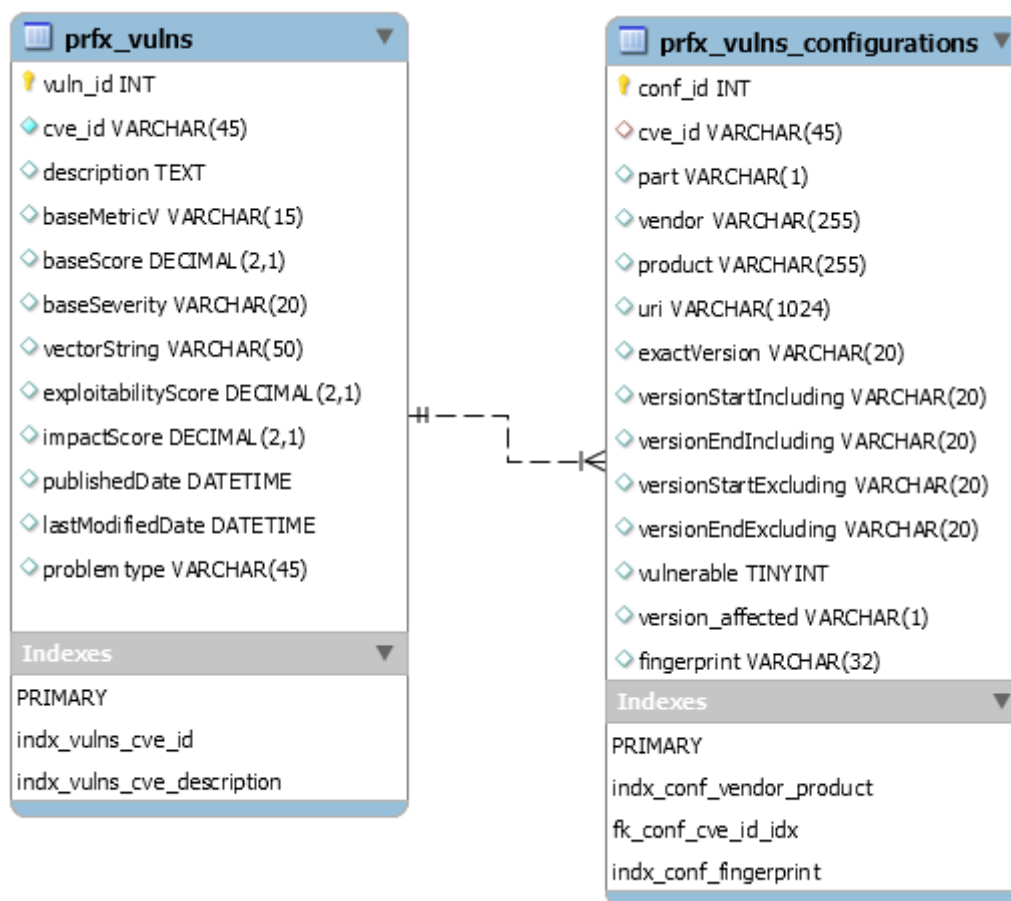 prfx_vulns
vuln_id INT
cve_id VARCHAR(45)
description TEXT
baseMetricV VARCHAR(15)
baseScore DECIMAL(2,1)
baseSeverity VARCHAR(20)
vectorString VARCHAR(50)
exploitabilityScore DECIMAL(2,1)
impactScore DECIMAL(2,1)
publishedDate DATETIME
lastModifiedDate DATETIME
problemtype VARCHAR(45)
Indexes
PRIMARY
indx_vulns_cve_id
indx_vulns_cve_description
prfx_vulns_configurations
conf_id INT
cve_id VARCHAR(45)
part VARCHAR(1)
vendor VARCHAR(255)
product VARCHAR(255)
uri VARCHAR(1024)
exactVersion VARCHAR(20)
versionStartIncluding VARCHAR(20)
versionEndIncluding VARCHAR(20)
versionStartExcluding VARCHAR(20)
versionEndExcluding VARCHAR(20)
vulnerable TINYINT
version_affected VARCHAR(1)
fingerprint VARCHAR(32)
Indexes
PRIMARY
indx_conf_vendor_product
fk_conf_cve_id_idx
indx_conf_fingerprint